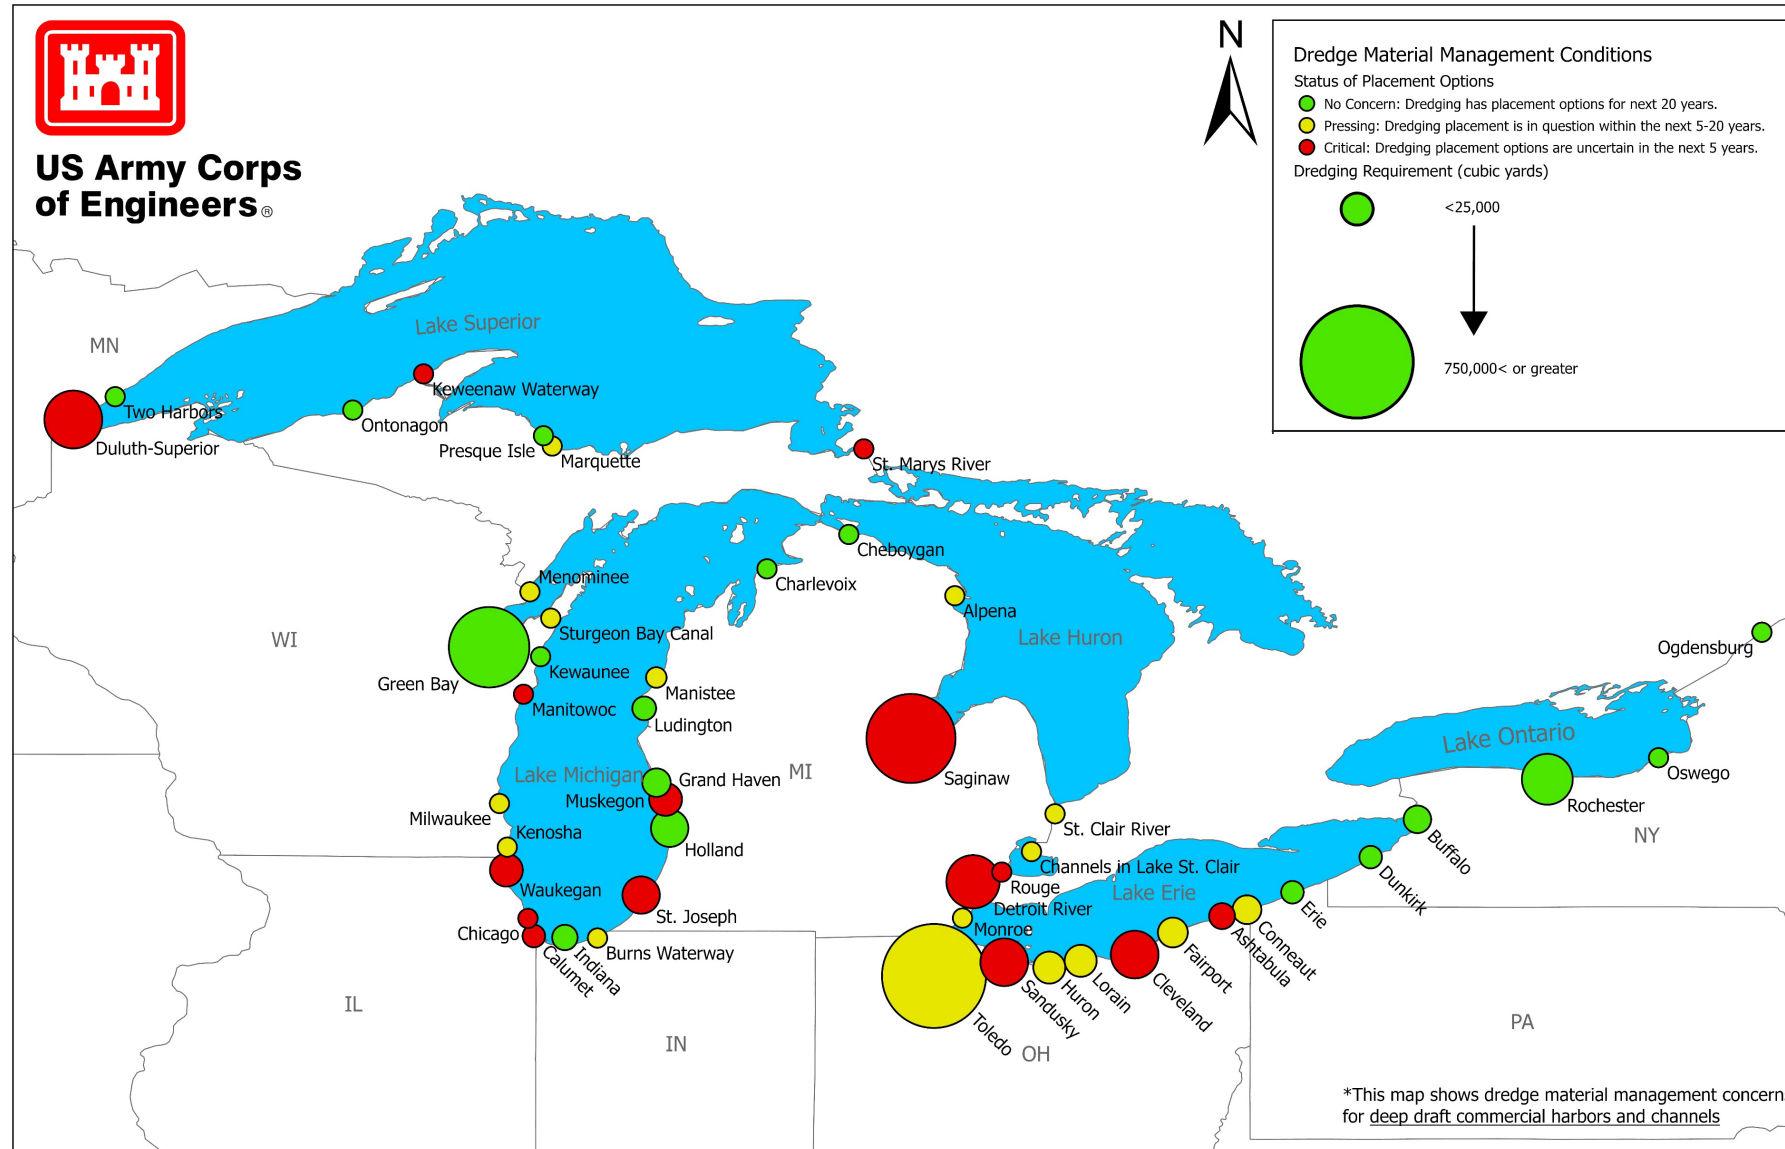 US Army Corps
of Engineers®
N
Dredge Material Management Conditions
Status of Placement Options
No Concern: Dredging has placement options for next 20 years.
Pressing: Dredging placement is in question within the next 5-20 years.
Critical: Dredging placement options are uncertain in the next 5 years.
Dredging Requirement (cubic yards)
<25,000
750,000< or greater
MN
Lake Superior
Keweenaw Waterway
Two Harbors
Ontonagon
Duluth-Superior
Presque Isle
Marquette
St. Marys River
Cheboygan
Menominee
Charlevoix
Alpena
Sturgeon Bay Canal
Lake Huron
WI
Ogdensburg
Kewaunee
Green Bay
Manistee
Manitowoc
Ludington
Lake Ontario
Lake Michigan
MI
Grand Haven
Saginaw
Oswego
Muskegon
Rochester
Milwaukee
Kenosha
St. Clair River
NY
Holland
Buffalo
Channels in Lake St. Clair
Dunkirk
Waukegan
Rouge
Lake Erie
St. Joseph
Detroit River
Erie
Chicago
Monroe
Conneaut
Ashtabula
Burns Waterway
Calumet
Indiana
Fairport
Cleveland
Lorain
Huron
Sandusky
Toledo
IL
IN
OH
PA
*This map shows dredge material management concern
for deep draft commercial harbors and channels